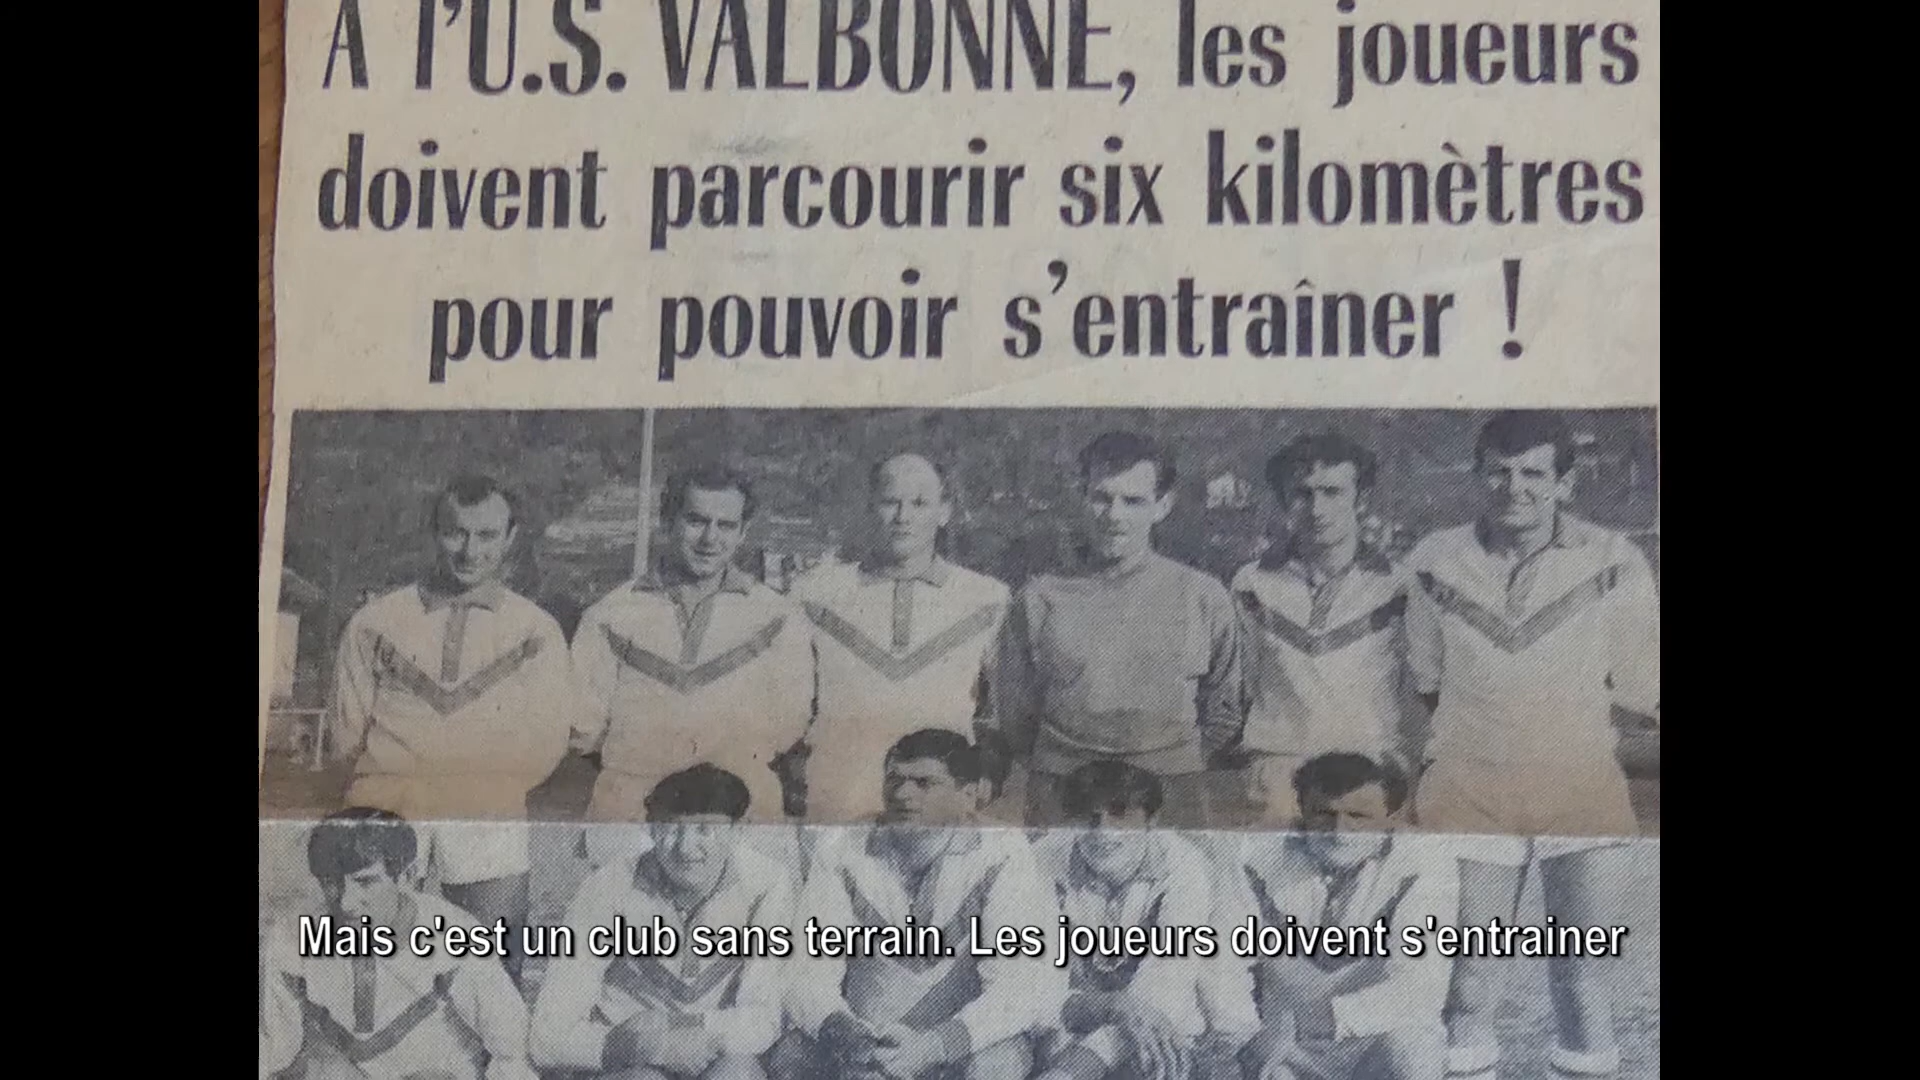 A l'U.S. VALBONNE, les joueurs
doivent parcourir six kilomètres
pour pouvoir s'entraîner !
Mais c'est un club sans terrain. Les joueurs doivent s'entrainer